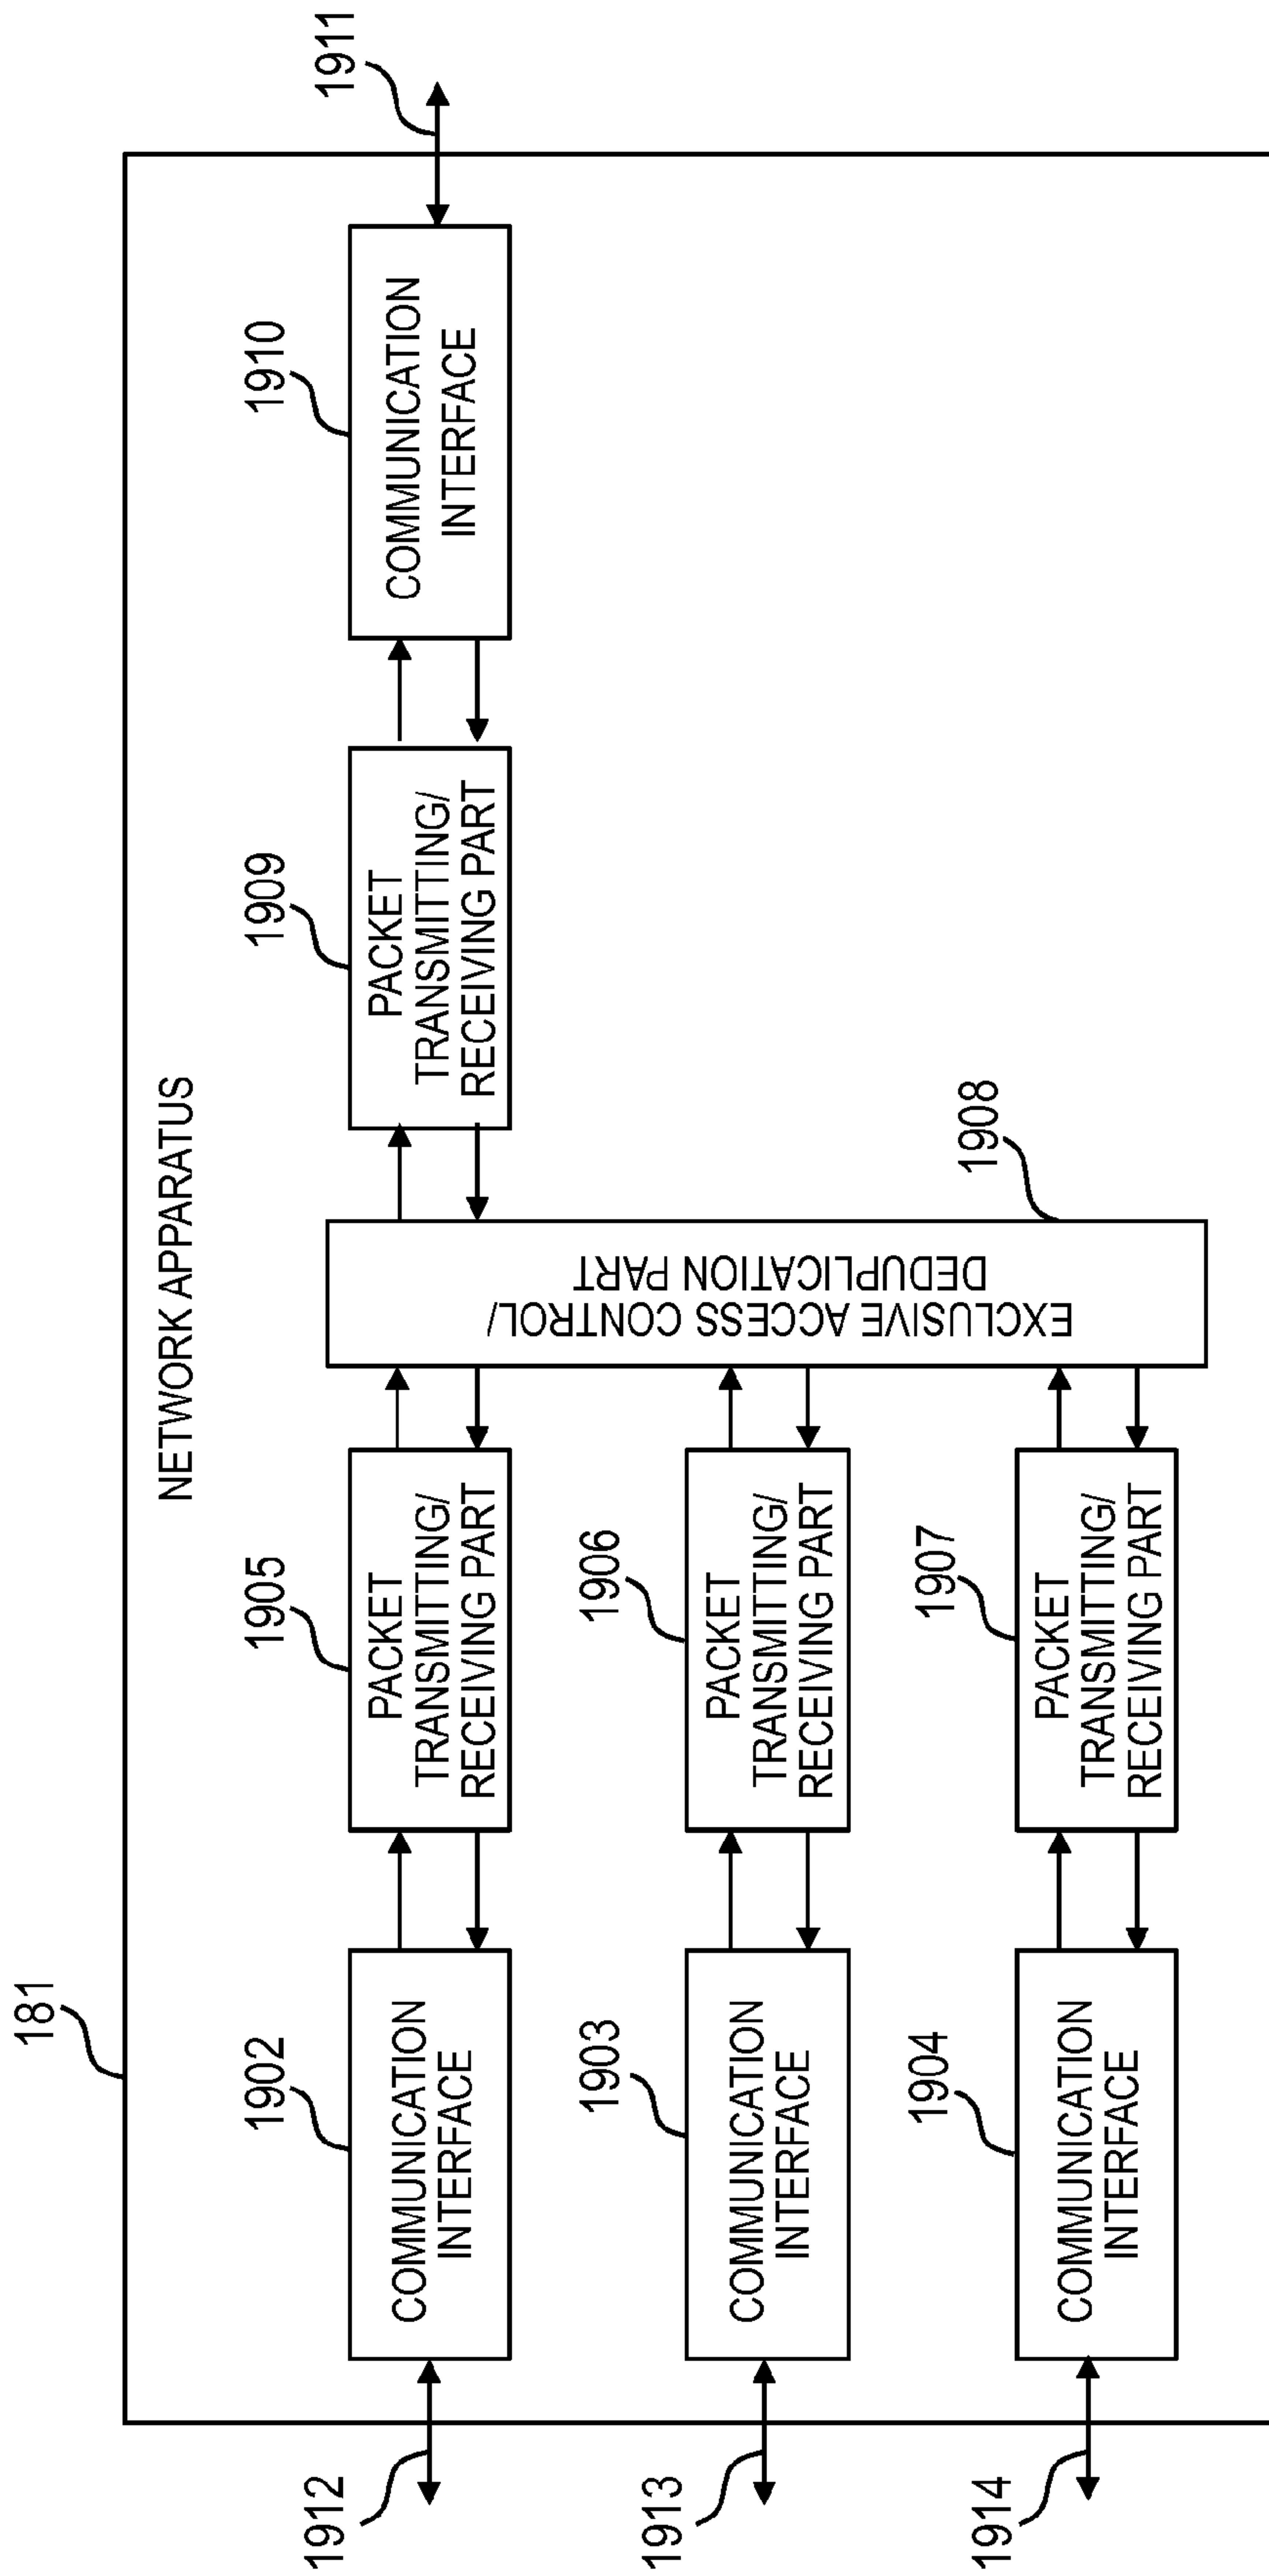 181
NETWORK APPARATUS
1912
1902
COMMUNICATION
INTERFACE
1905
PACKET
TRANSMITTING/
RECEIVING PART
1909
PACKET
TRANSMITTING/
RECEIVING PART
1910
COMMUNICATION
INTERFACE
1911
1913
1903
COMMUNICATION
INTERFACE
1906
PACKET
TRANSMITTING/
RECEIVING PART
EXCLUSIVE ACCESS CONTROL/
DEDUPLICATION PART
1908
1914
1904
COMMUNICATION
INTERFACE
1907
PACKET
TRANSMITTING/
RECEIVING PART